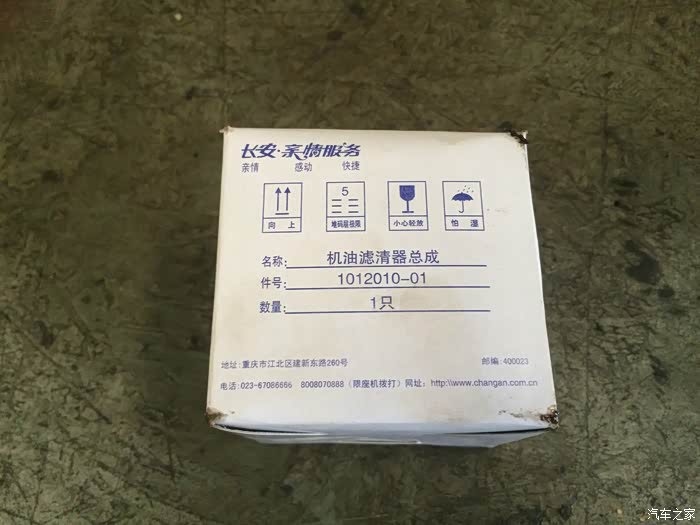 长安·亲情服务
亲情 感动 快捷
5
向上 堆码层极限 小心轻放 怕湿
名称: 机油滤清器总成
件号: 1012010-01
数量: 1只
地址:重庆市江北区建新东路260号 邮编:400023
电话:023-67086666 8008070888(限座机拨打) 网址: http:\\www.changan.com.cn
汽车之家